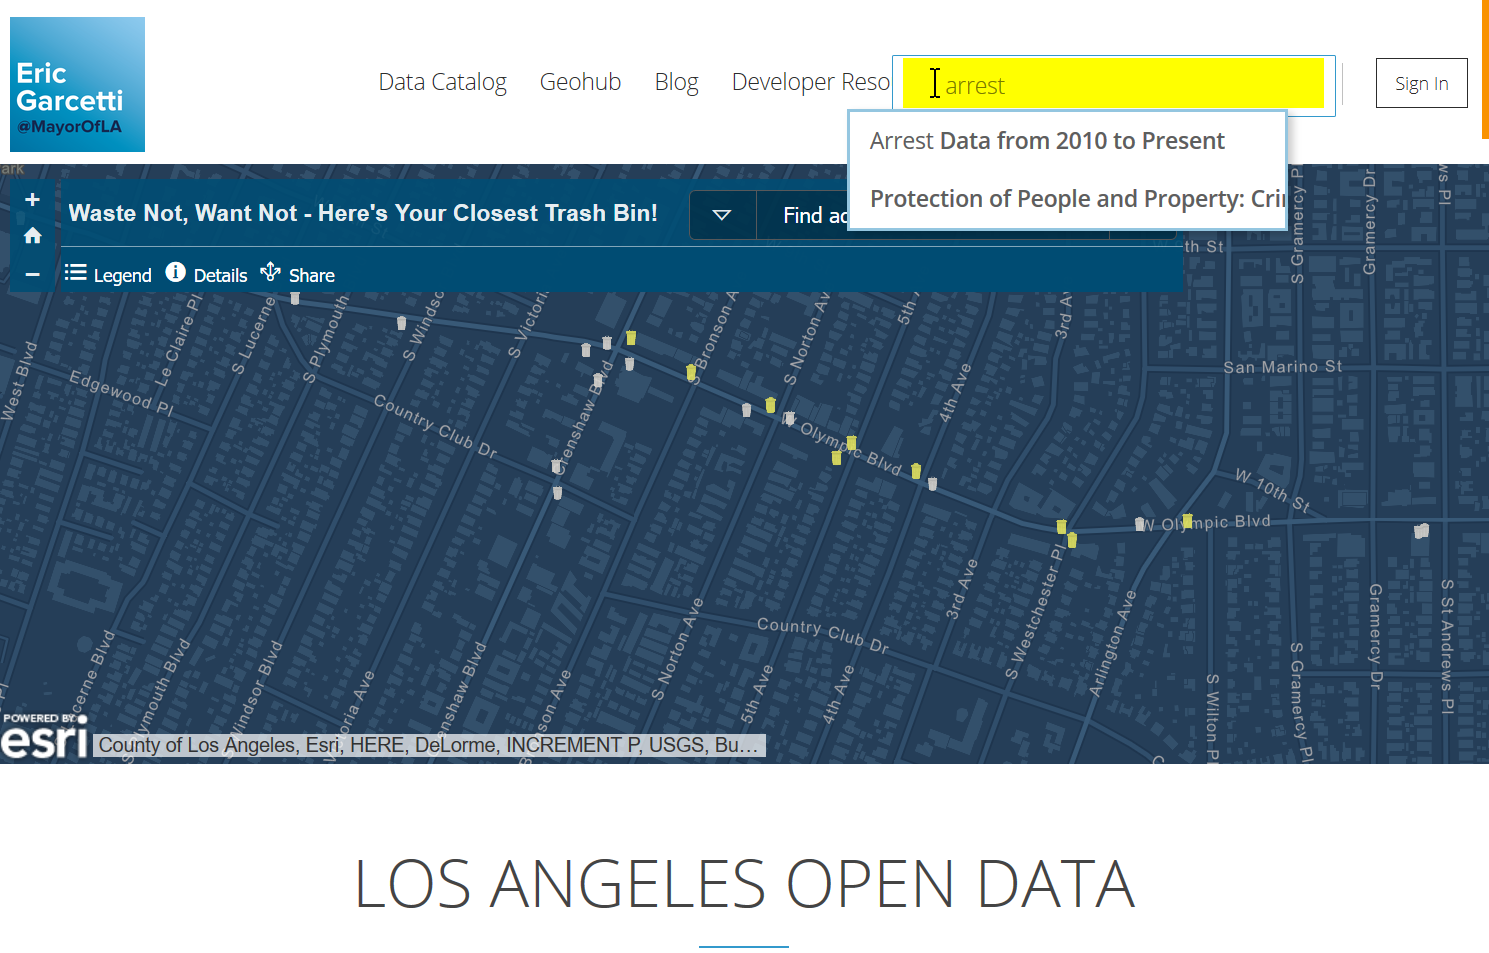 Eric
Garcetti
@MayorOfLA
Data Catalog
Geohub
Blog
Developer Reso
arrest
Sign In
Arrest Data from 2010 to Present
Protection of People and Property: Cri
ark
+
Waste Not, Want Not - Here's Your Closest Trash Bin!
Find ad
−
Legend
Details
Share
th St
S Gramercy P
Gramercy Dr
ws Pl
West Blvd
Edgewood Pl
Le Claire Pl
S Lucerne
S Plymouth
S Windso
S Victori
S Bronson A
S Norton Av
5th A
3rd Av
4th Ave
San Marino St
Country Club Dr
Crenshaw Blvd
W Olympic Blvd
W 10th St
W Olympic Blvd
3rd Ave
S Westchester Pl
Arlington Ave
Country Club Dr
S Norton Ave
5th Ave
4th Ave
Gramercy Dr
S St Andrews Pl
S Gramercy Pl
S Wilton Pl
cerne Blvd
Plymouth Blvd
S Windsor Blvd
Victoria Ave
enshaw Blvd
Bronson Ave
Pl
C
POWERED BY
esri
County of Los Angeles, Esri, HERE, DeLorme, INCREMENT P, USGS, Bu…
LOS ANGELES OPEN DATA